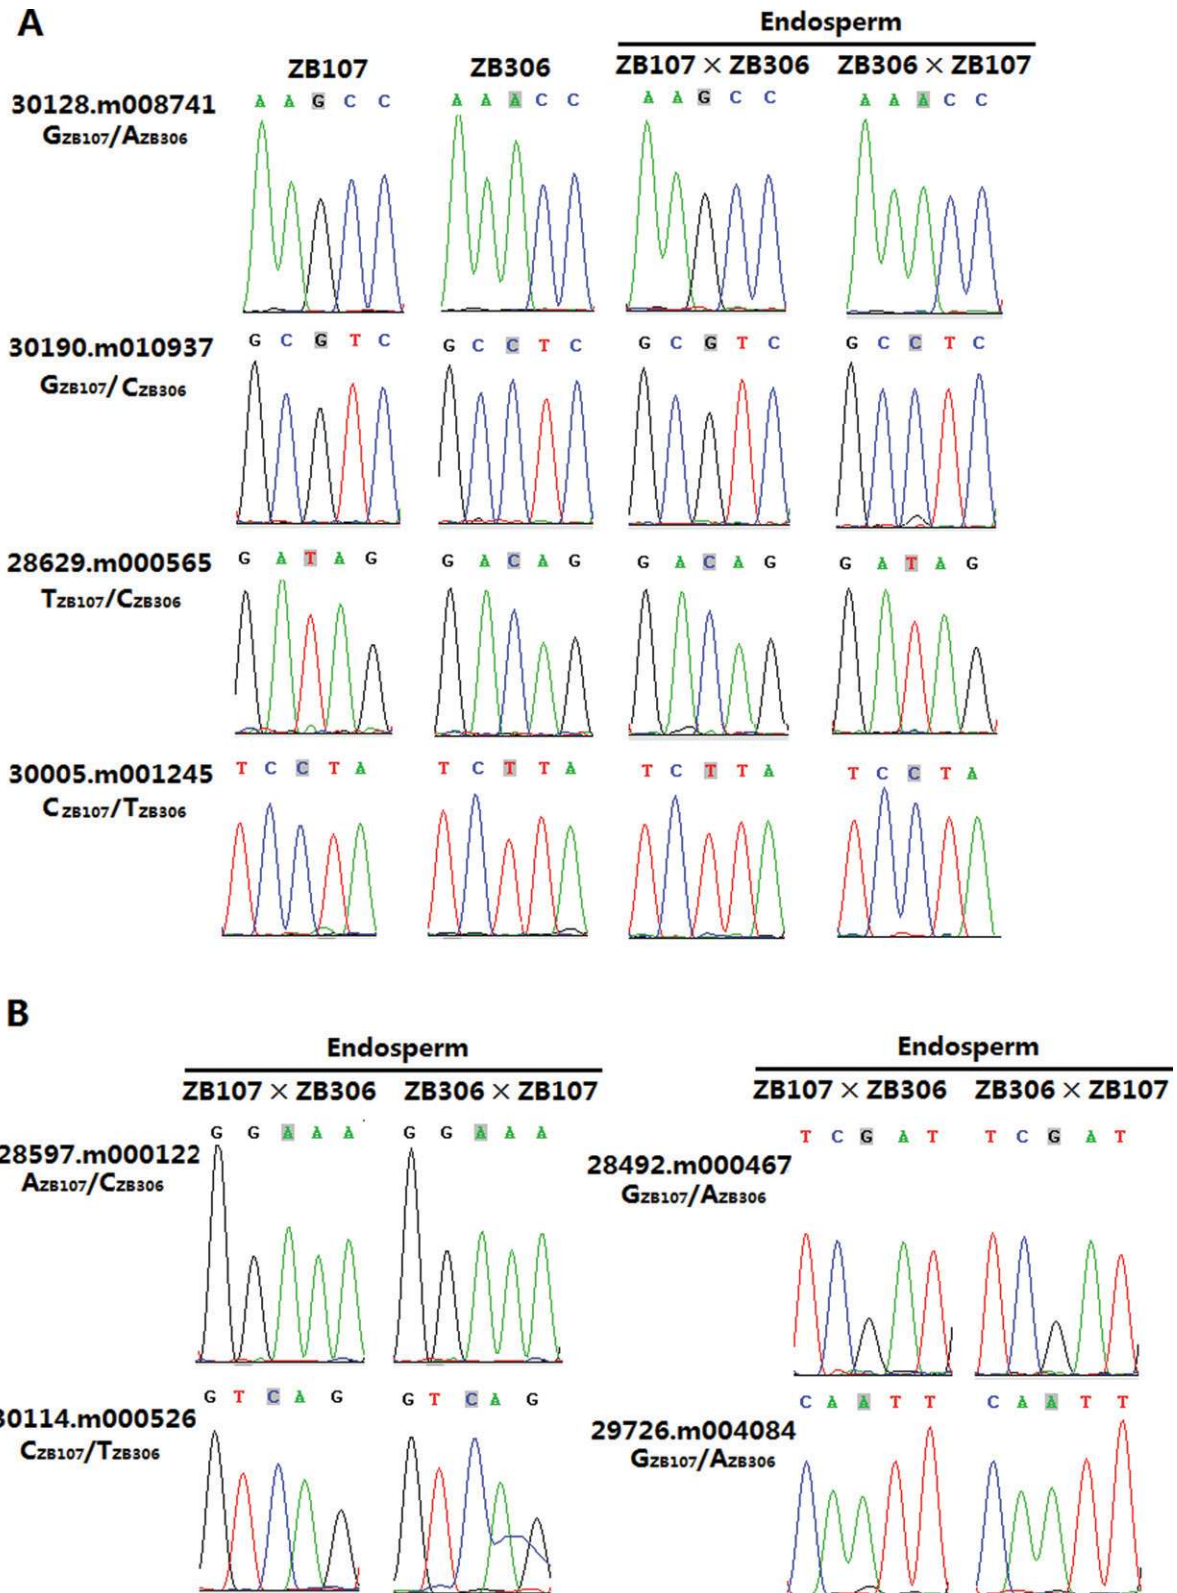 A
Endosperm
ZB107 ZB306 ZB107 × ZB306 ZB306 × ZB107
30128.m008741 A A G C C A A A C C A A G C C A A A C C
GZB107/AZB306
30190.m010937 G C G T C G C C T C G C G T C G C C T C
GZB107/CZB306
28629.m000565 G A T A G G A C A G G A C A G G A T A G
TZB107/CZB306
30005.m001245 T C C T A T C T T A T C T T A T C C T A
CZB107/TZB306
B
Endosperm Endosperm
ZB107 × ZB306 ZB306 × ZB107 ZB107 × ZB306 ZB306 × ZB107
G G A A A G G A A A T C G A T T C G A T
28597.m000122 28492.m000467
AZB107/CZB306 GZB107/AZB306
G T C A G G T C A G C A A T T C A A T T
30114.m000526 29726.m004084
CZB107/TZB306 GZB107/AZB306